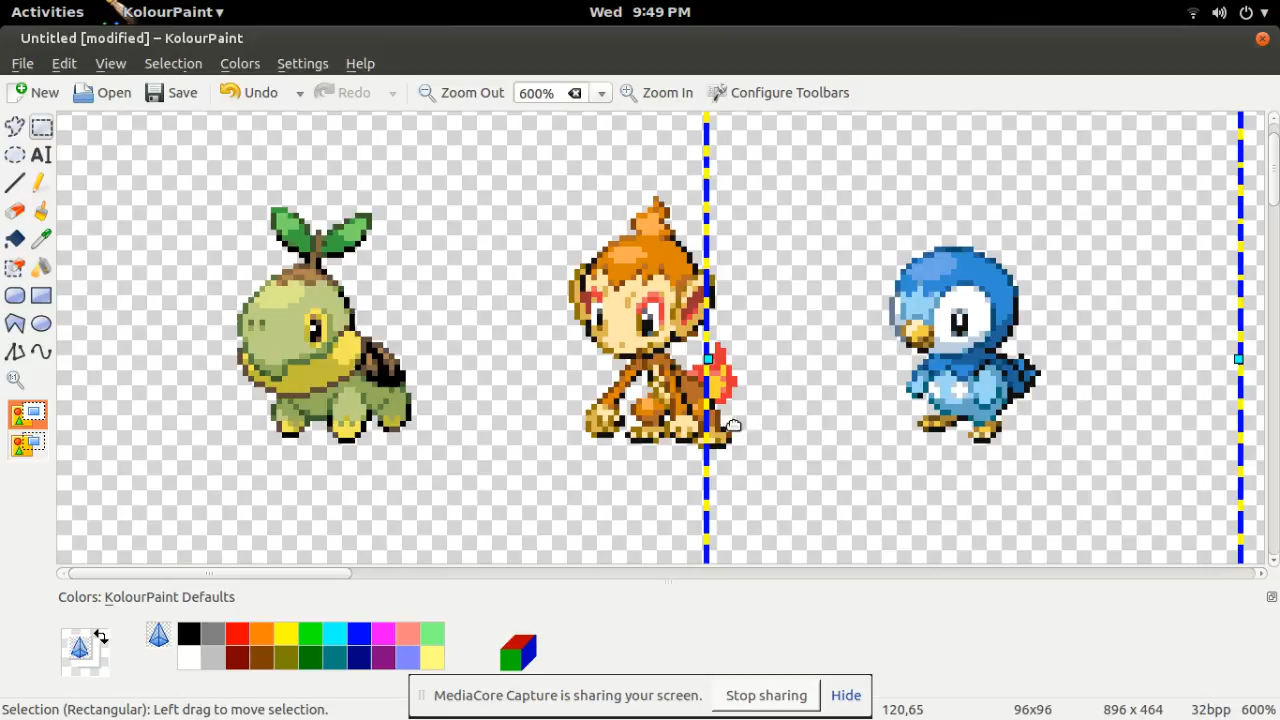 Activities KolourPaint ▾ Wed 9:49 PM
Untitled [modified] – KolourPaint
File Edit View Selection Colors Settings Help
New Open Save Undo Redo Zoom Out 600% Zoom In Configure Toolbars
Colors: KolourPaint Defaults
MediaCore Capture is sharing your screen. Stop sharing Hide
Selection (Rectangular): Left drag to move selection. 120,65 96x96 896 x 464 32bpp 600%